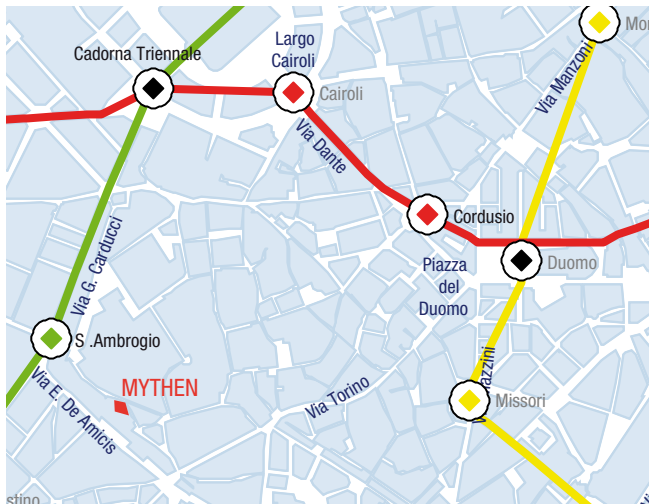 Largo
Cairoli
Cadorna Triennale
Cairoli
Via Manzoni
Via Dante
Cordusio
Via G. Carducci
Piazza
del
Duomo
Duomo
S .Ambrogio
MYTHEN
Via E. De Amicis
Via Torino
Missori